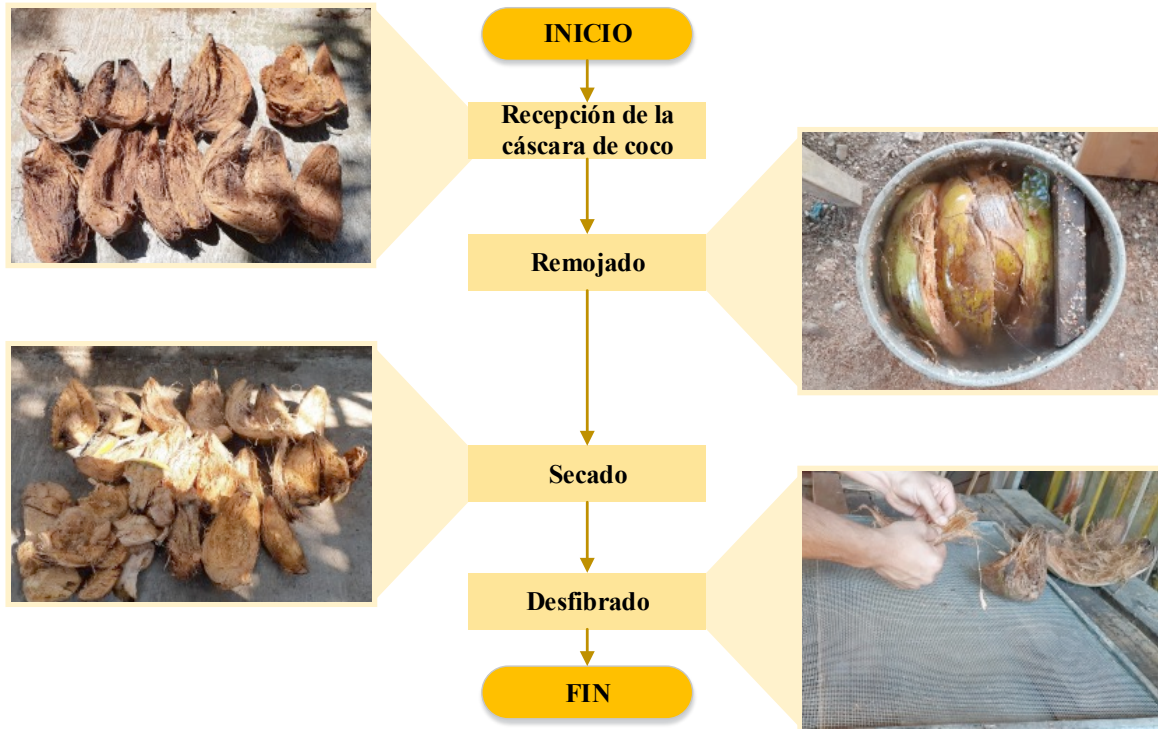 INICIO
Recepción de la
cáscara de coco
Remojado
Secado
Desfibrado
FIN